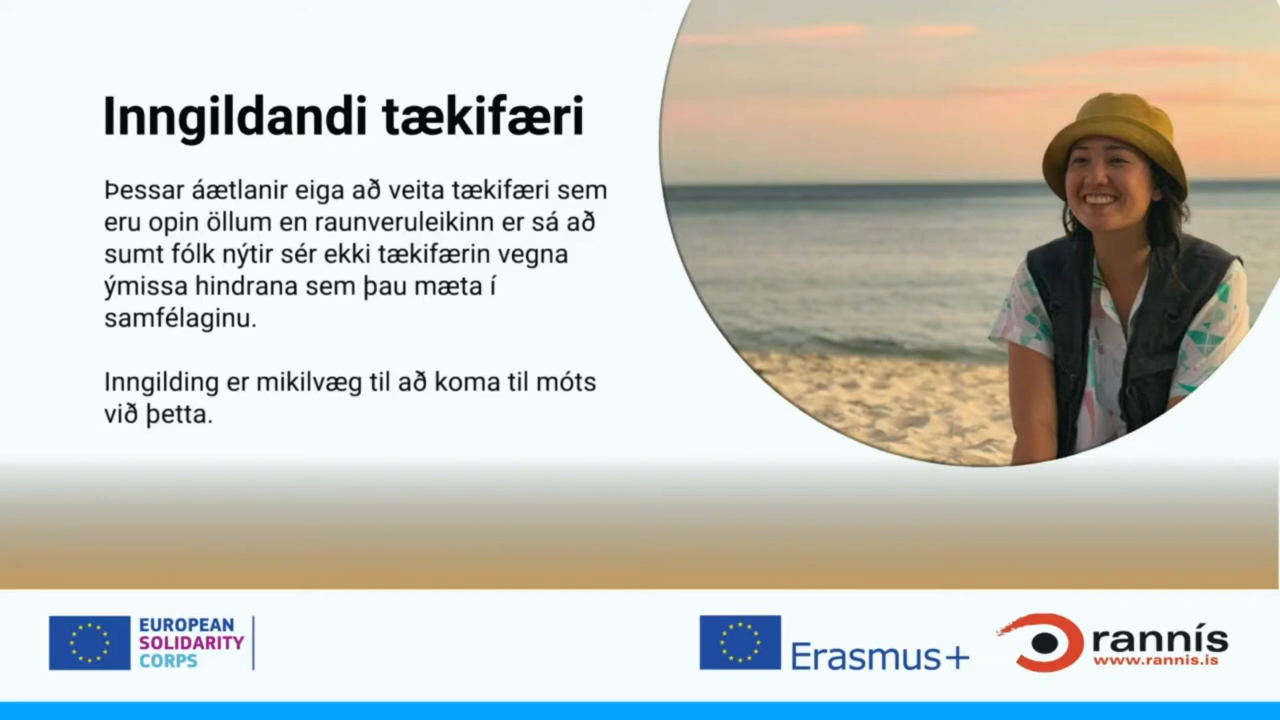 Inngildandi tækifæri
Þessar áætlanir eiga að veita tækifæri sem
eru opin öllum en raunveruleikinn er sá að
sumt fólk nýtir sér ekki tækifærin vegna
ýmissa hindrana sem þau mæta í
samfélaginu.
Inngilding er mikilvæg til að koma til móts
við þetta.
EUROPEAN
SOLIDARITY
CORPS
Erasmus+
rannís
www.rannis.is